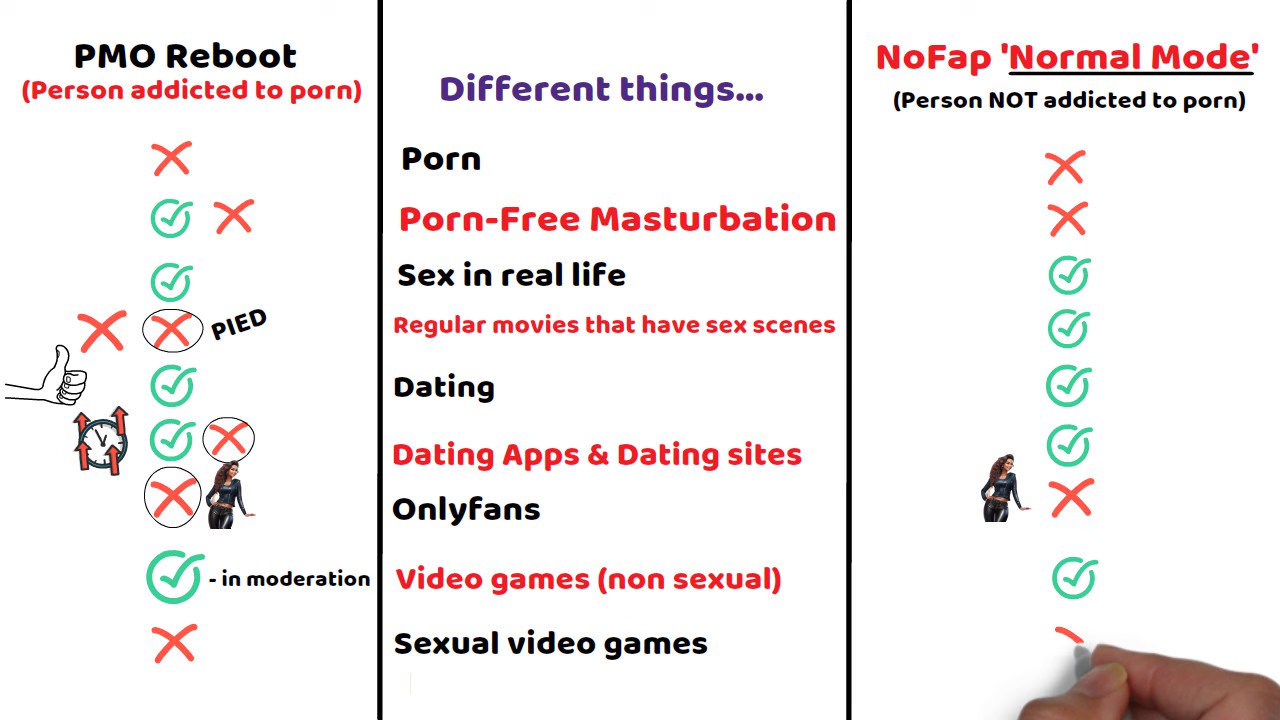 PMO Reboot
(Person addicted to porn)
Different things...
NoFap 'Normal Mode'
(Person NOT addicted to porn)
Porn
Porn-Free Masturbation
Sex in real life
PIED
Regular movies that have sex scenes
Dating
Dating Apps & Dating sites
Onlyfans
- in moderation
Video games (non sexual)
Sexual video games